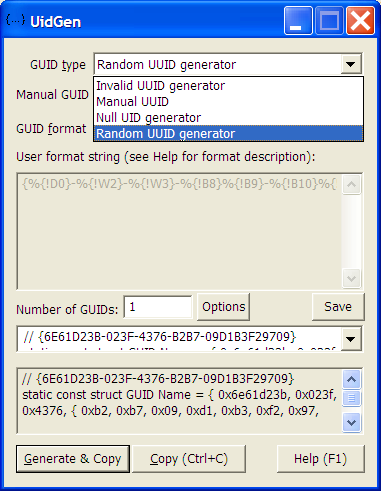 {...} UidGen
GUID type Random UUID generator
Manual GUID
Invalid UUID generator
Manual UUID
Null UID generator
GUID format
Random UUID generator
User format string (see Help for format description):
{%{!D0}-%{!W2}-%{!W3}-%{!B8}%{!B9}-%{!B10}%{
Number of GUIDs: 1 Options Save
// {6E61D23B-023F-4376-B2B7-09D1B3F29709}
// {6E61D23B-023F-4376-B2B7-09D1B3F29709}
static const struct GUID Name = { 0x6e61d23b, 0x023f,
0x4376, { 0xb2, 0xb7, 0x09, 0xd1, 0xb3, 0xf2, 0x97,
Generate & Copy Copy (Ctrl+C) Help (F1)